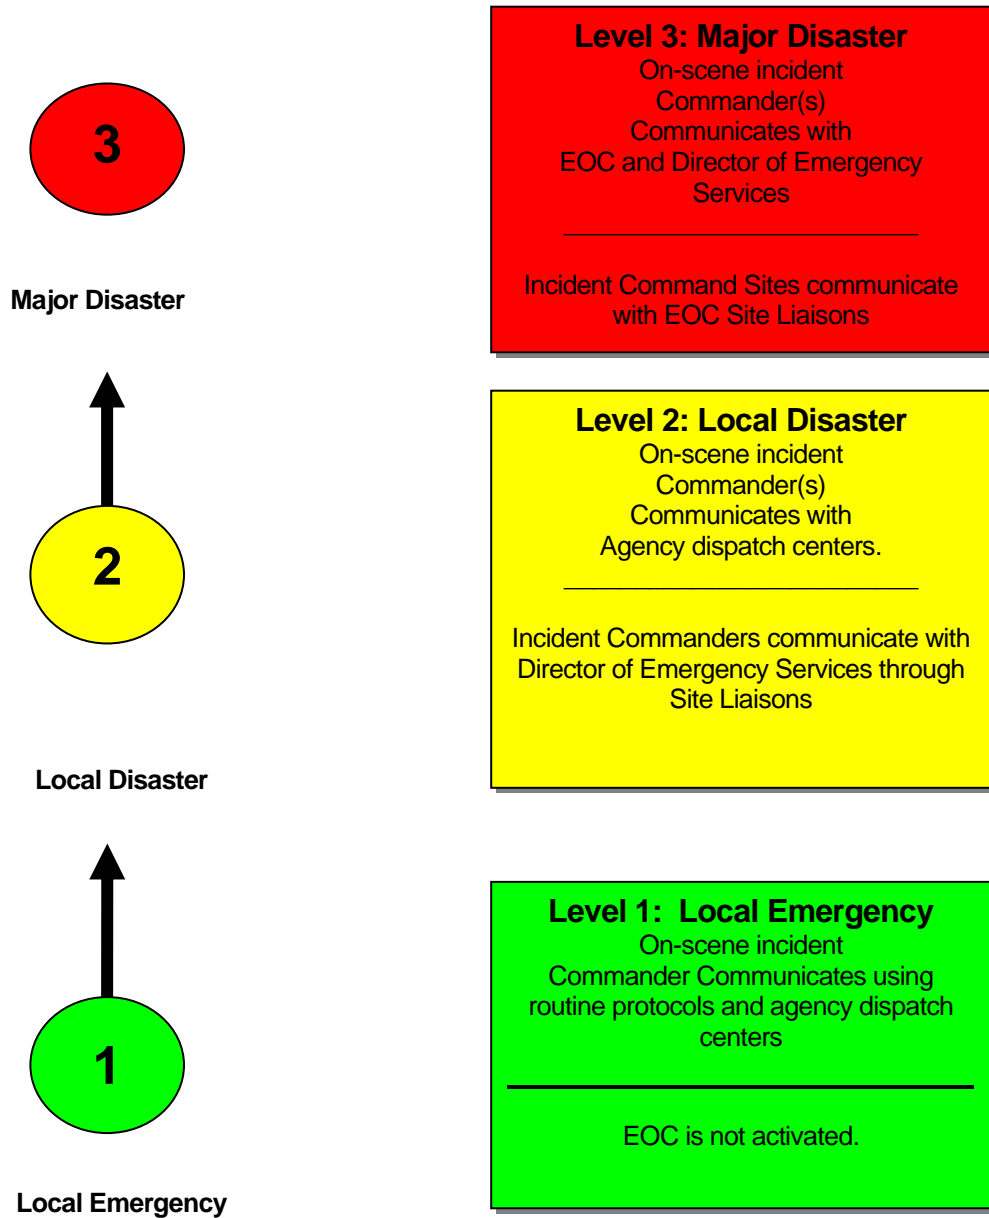 3
Major Disaster
Level 3: Major Disaster
On-scene incident
Commander(s)
Communicates with
EOC and Director of Emergency
Services
Incident Command Sites communicate
with EOC Site Liaisons
2
Local Disaster
Level 2: Local Disaster
On-scene incident
Commander(s)
Communicates with
Agency dispatch centers.
Incident Commanders communicate with
Director of Emergency Services through
Site Liaisons
1
Local Emergency
Level 1:  Local Emergency
On-scene incident
Commander Communicates using
routine protocols and agency dispatch
centers
EOC is not activated.